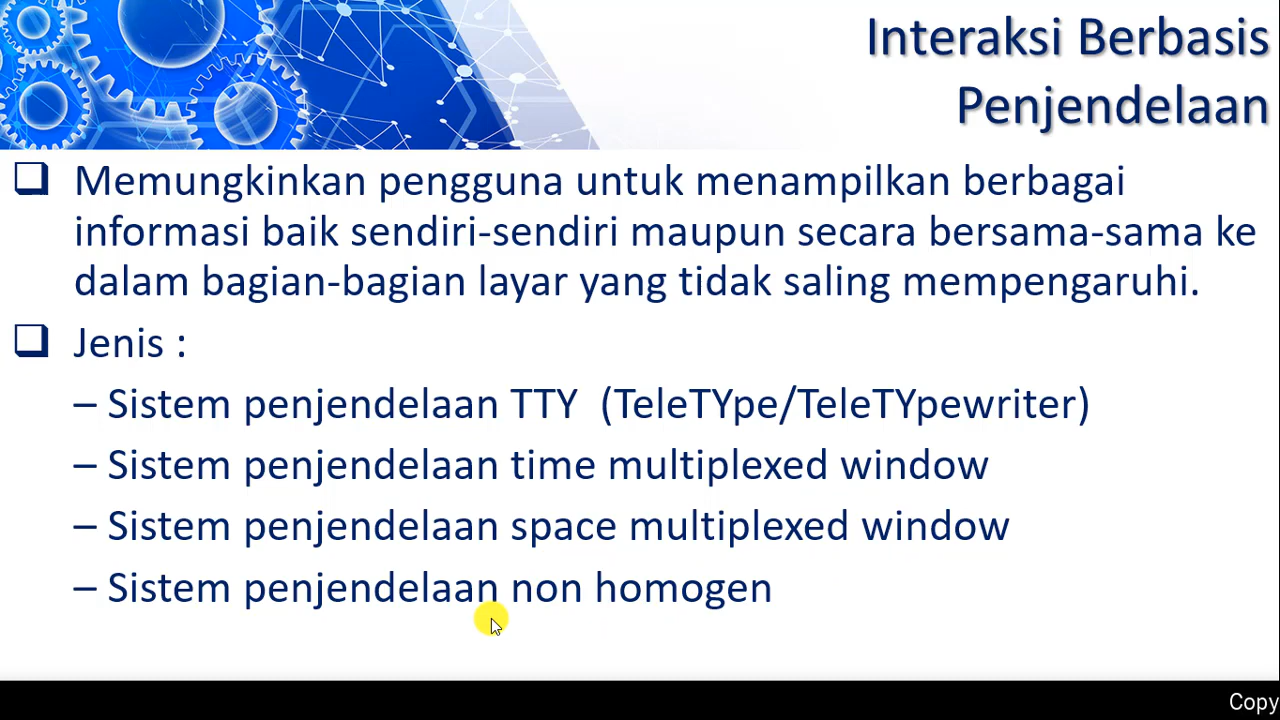 Interaksi Berbasis
Penjendelaan
❑ Memungkinkan pengguna untuk menampilkan berbagai
informasi baik sendiri-sendiri maupun secara bersama-sama ke
dalam bagian-bagian layar yang tidak saling mempengaruhi.
❑ Jenis :
– Sistem penjendelaan TTY (TeleTYpe/TeleTYpewriter)
– Sistem penjendelaan time multiplexed window
– Sistem penjendelaan space multiplexed window
– Sistem penjendelaan non homogen
Copy